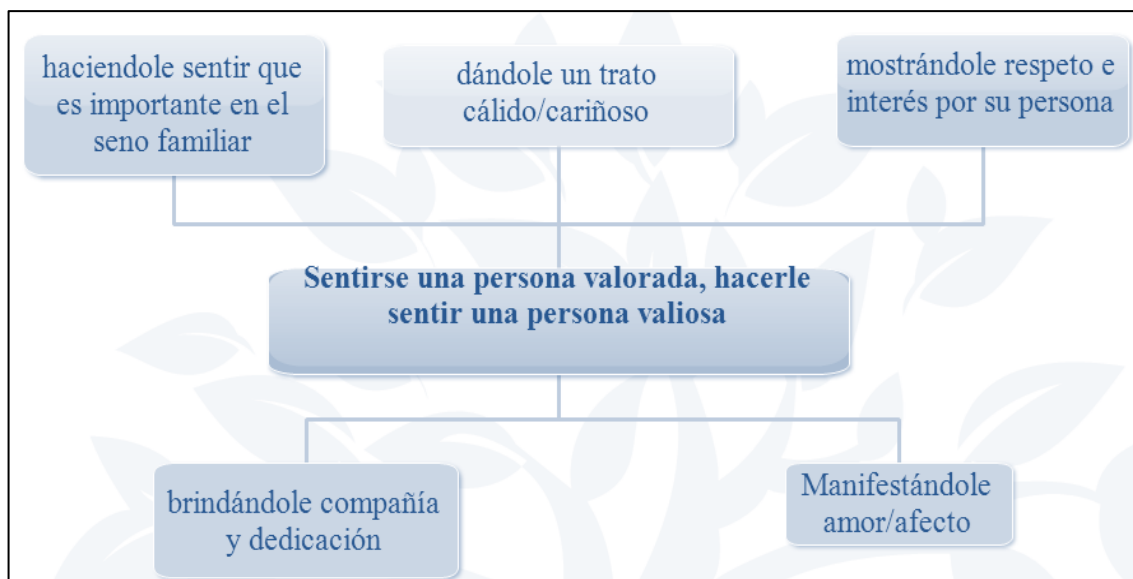 haciendole sentir que
es importante en el
seno familiar
dándole un trato
cálido/cariñoso
mostrándole respeto e
interés por su persona
Sentirse una persona valorada, hacerle
sentir una persona valiosa
brindándole compañía
y dedicación
Manifestándole
amor/afecto